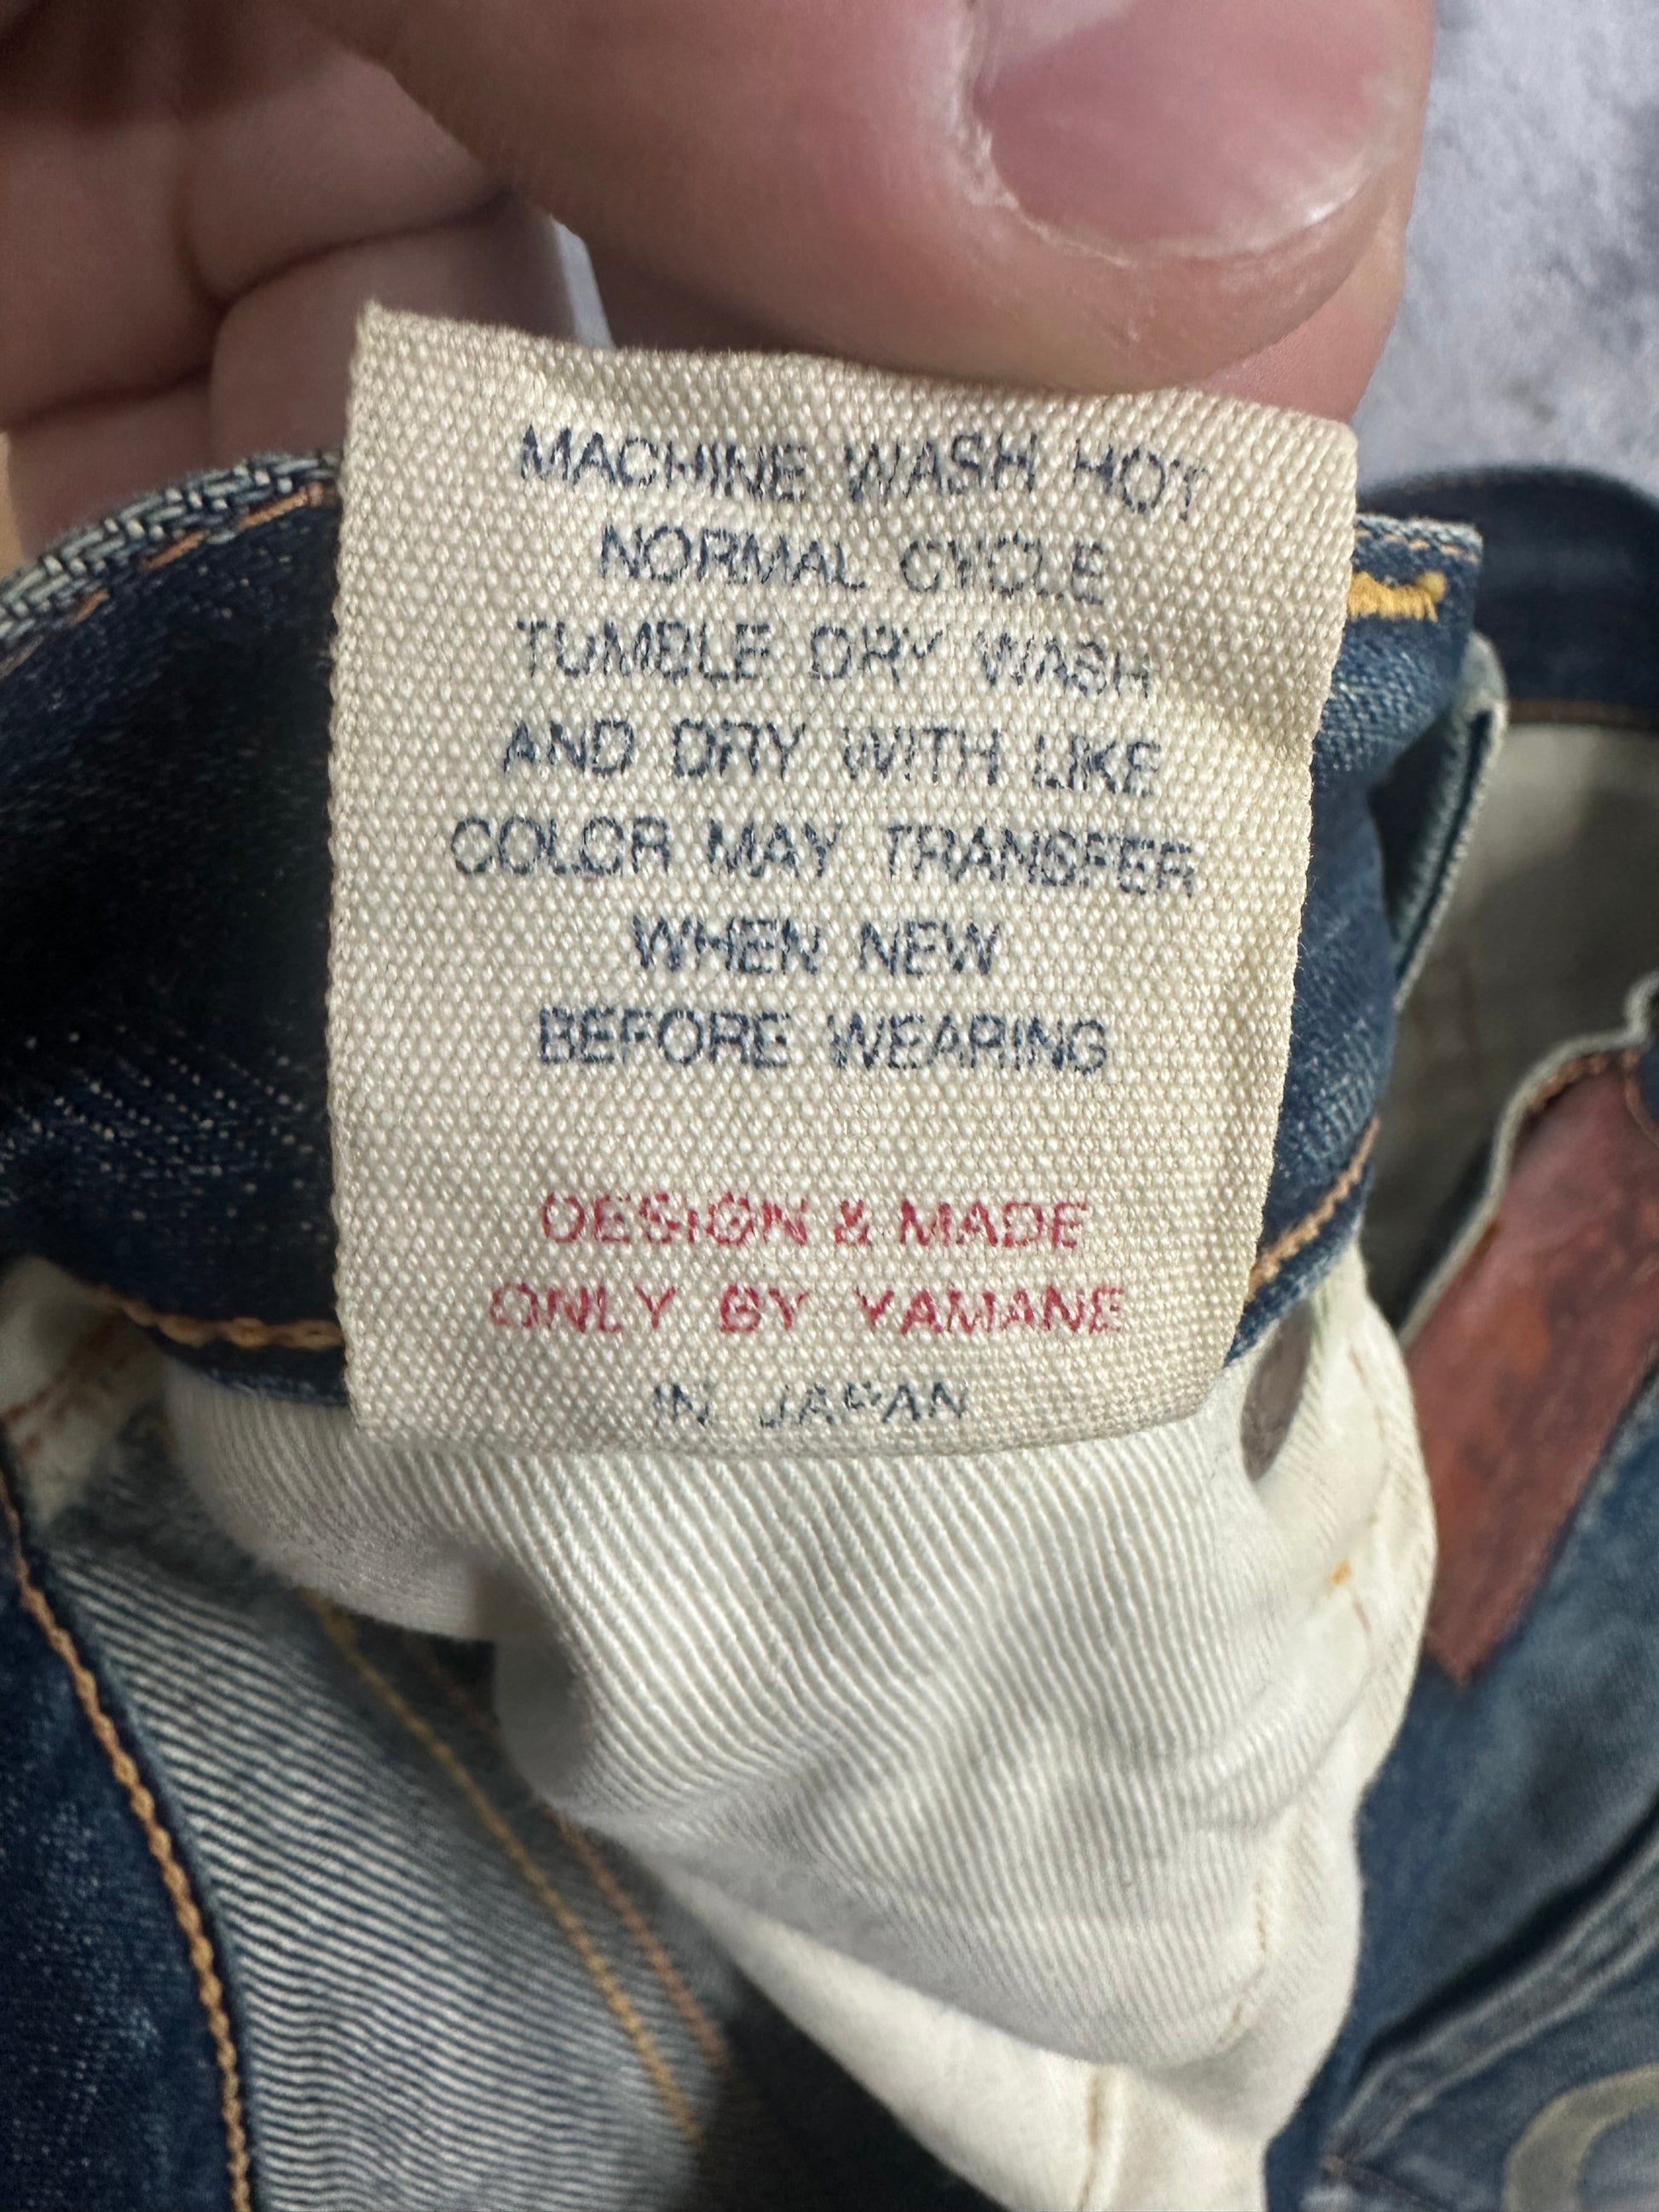 MACHINE WASH HOT
NORMAL CYCLE
TUMBLE DRY WASH
AND DRY WITH LIKE
COLOR MAY TRANSFER
WHEN NEW
BEFORE WEARING
DESIGN & MADE
ONLY BY YAMANE
IN JAPAN